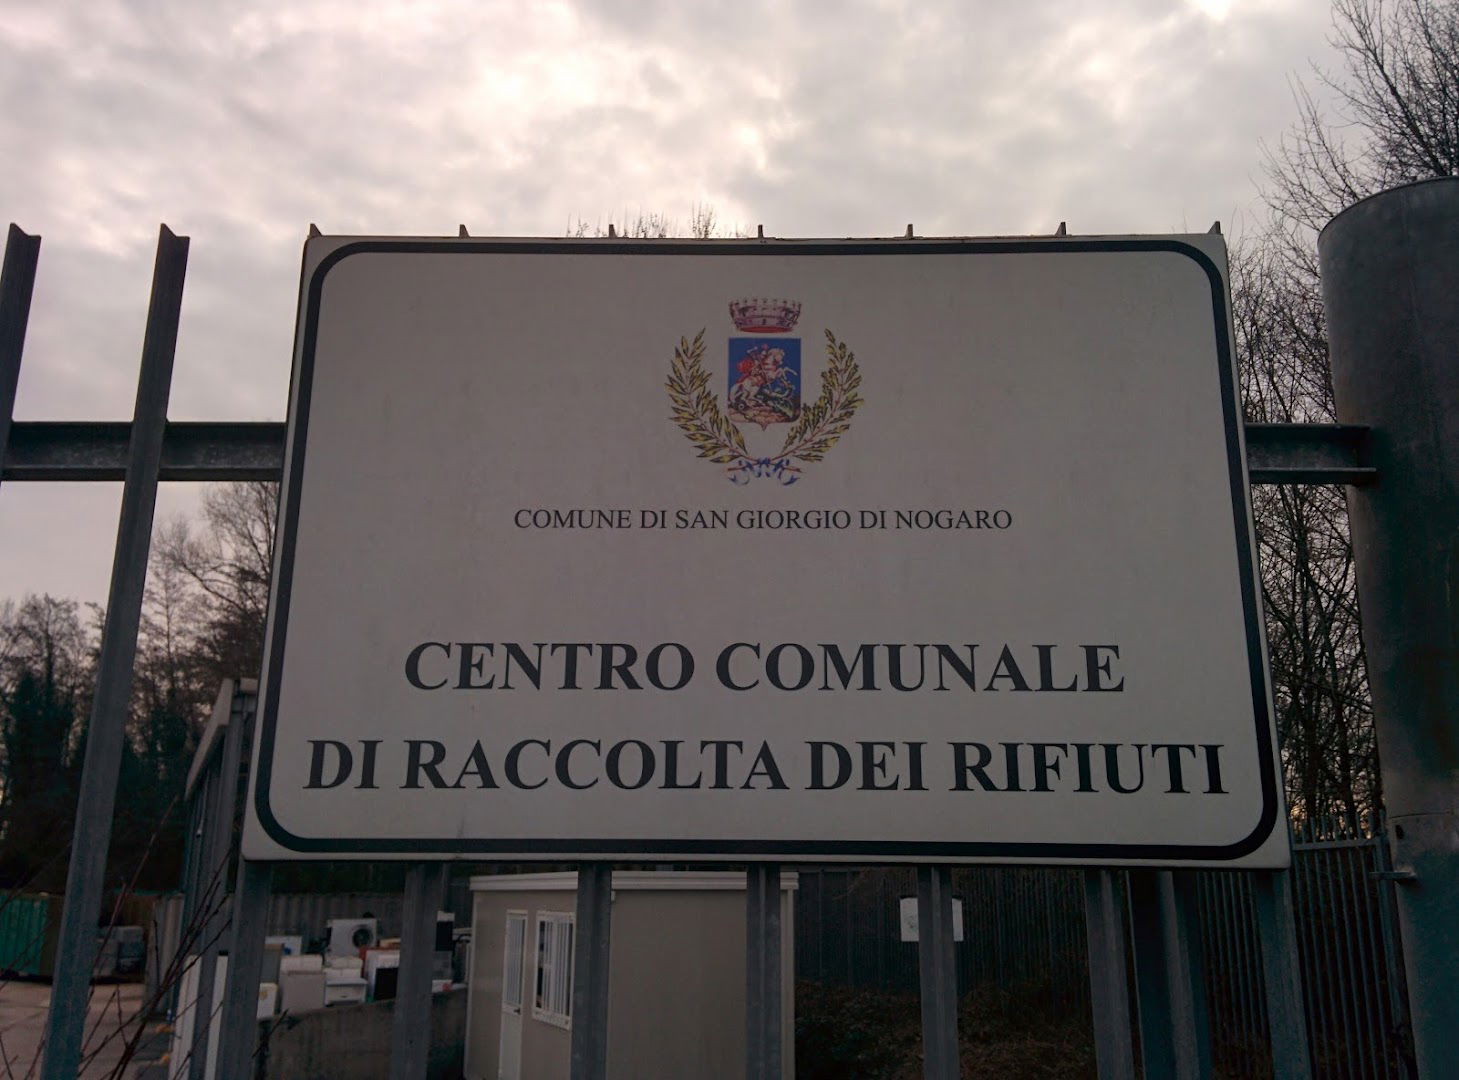 COMUNE DI SAN GIORGIO DI NOGARO
CENTRO COMUNALE
DI RACCOLTA DEI RIFIUTI